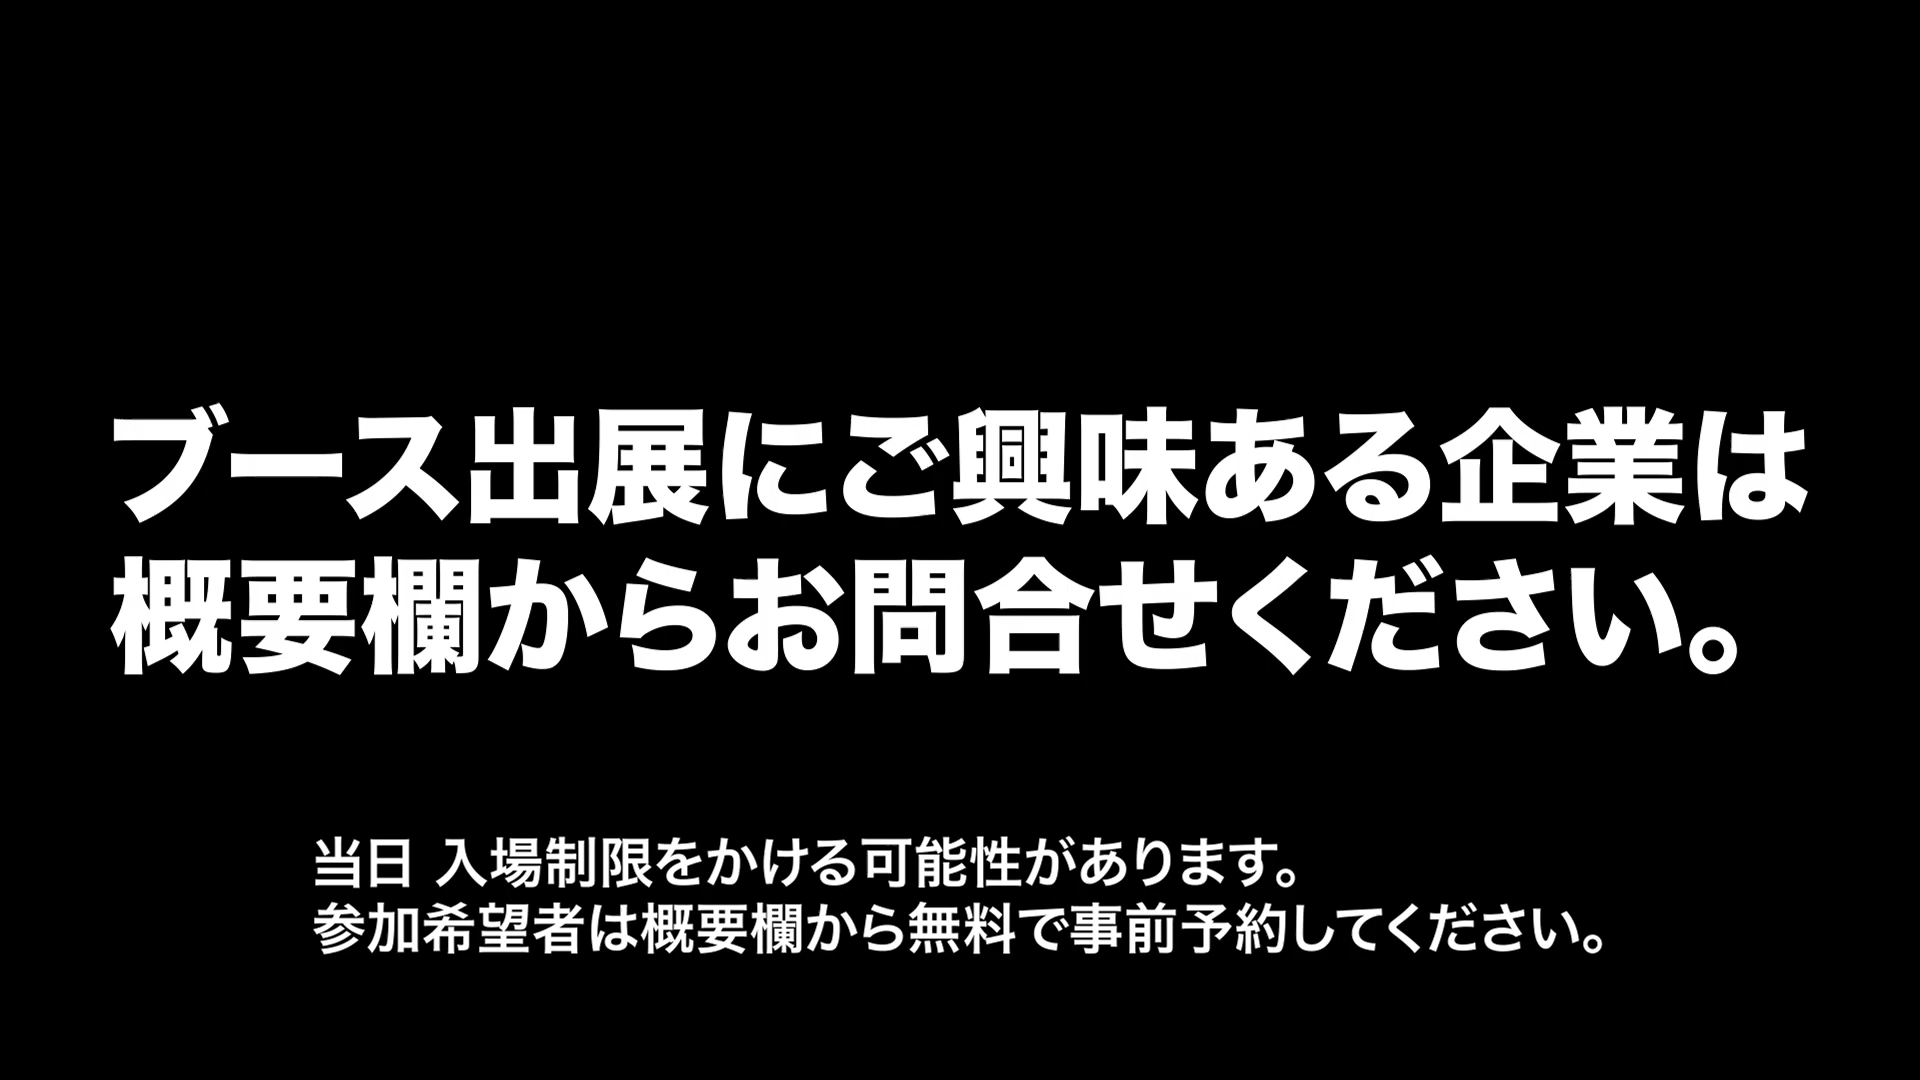 ブース出展にご興味ある企業は
概要欄からお問合せください。
当日 入場制限をかける可能性があります。
参加希望者は概要欄から無料で事前予約してください。